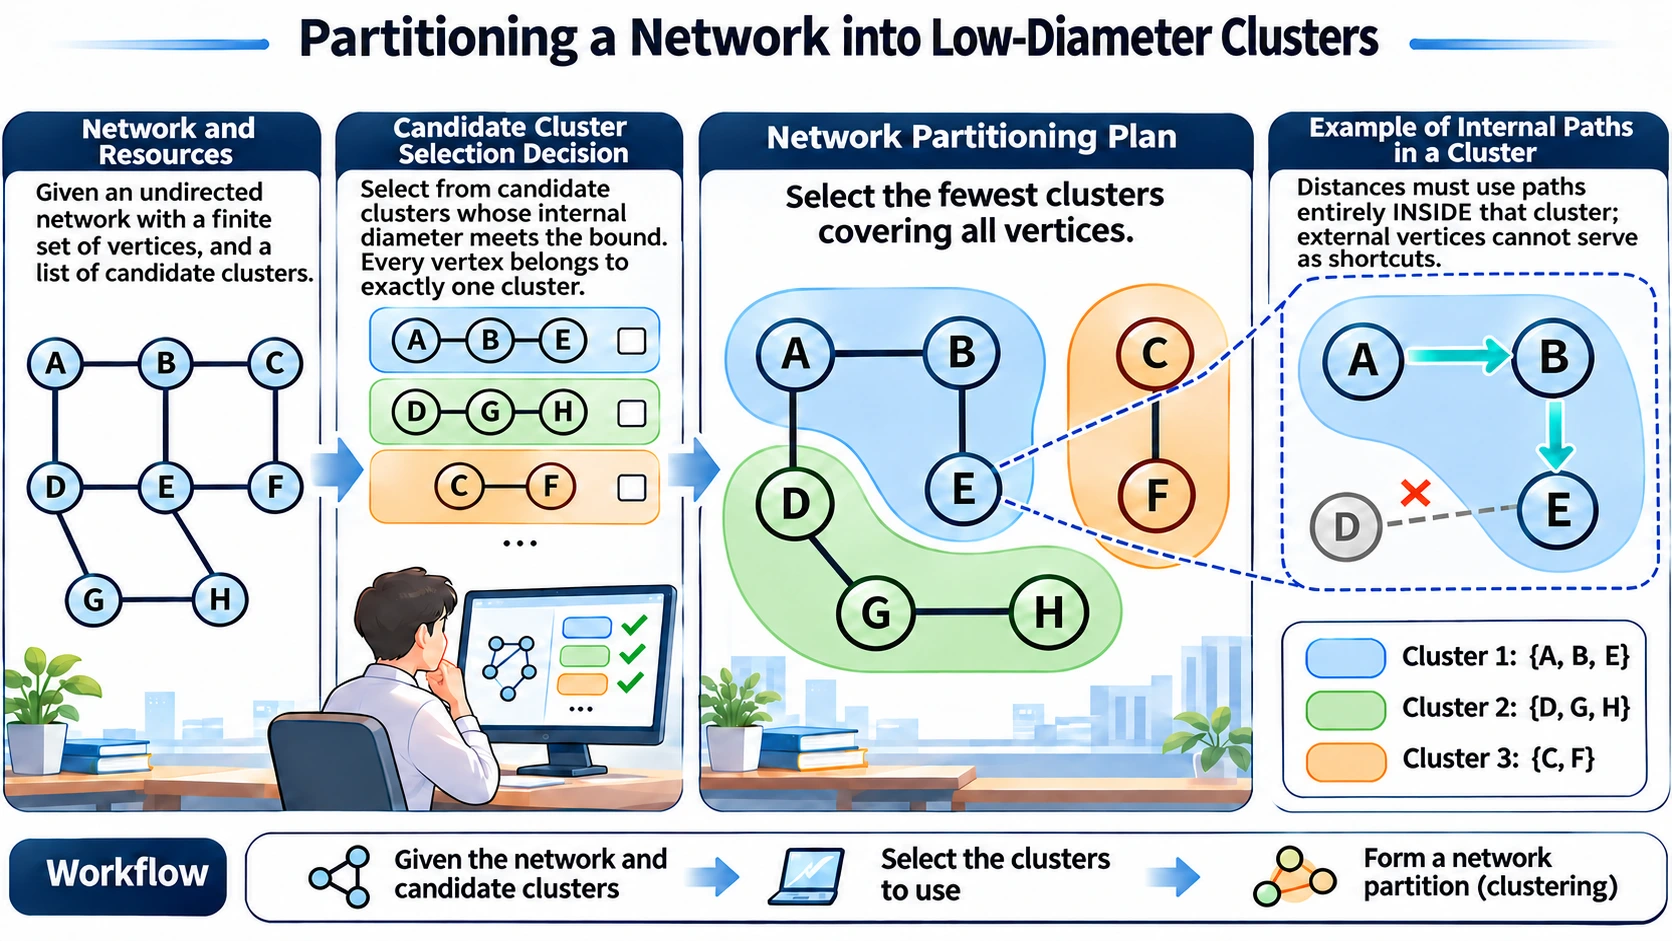 Partitioning a Network into Low-Diameter Clusters
Network and
Resources
Given an undirected
network with a finite
set of vertices, and a
list of candidate clusters.
A B C
D E F
G H
Candidate Cluster
Selection Decision
Select from candidate
clusters whose internal
diameter meets the bound.
Every vertex belongs to
exactly one cluster.
A B E
D G H
C F
...
...
Network Partitioning Plan
Select the fewest clusters
covering all vertices.
A B C
D E F
G H
Example of Internal Paths
in a Cluster
Distances must use paths
entirely INSIDE that cluster;
external vertices cannot serve
as shortcuts.
A B
D E
Cluster 1: {A, B, E}
Cluster 2: {D, G, H}
Cluster 3: {C, F}
Workflow
Given the network and
candidate clusters
Select the clusters
to use
Form a network
partition (clustering)